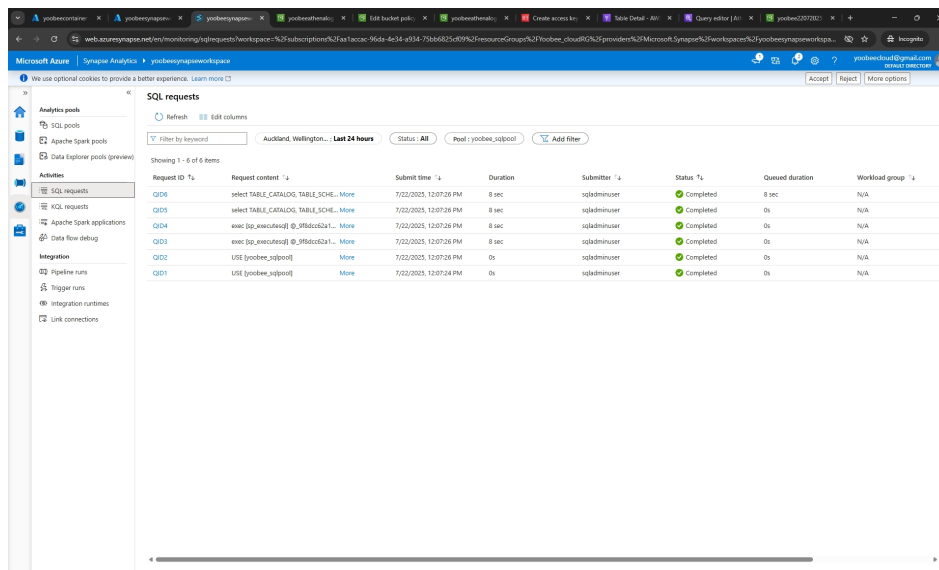 yoobeecontainer
yoobeesynapsew
yoobeesynapsew
yoobeeathenalog
Edit bucket policy
yoobeeathenalog
Create access key
Table Detail - AW
Query editor | Ath
yoobee22072025
web.azuresynapse.net/en/monitoring/sqlrequests?workspace=%2Fsubscriptions%2Faa1accac-96da-4e34-a934-75bb6825cf09%2FresourceGroups%2FYoobee_cloudRG%2Fproviders%2FMicrosoft.Synapse%2Fworkspaces%2Fyoobeesynapseworkspa...
Incognito
Microsoft Azure | Synapse Analytics ▸ yoobeesynapseworkspace
yoobeecloud@gmail.com
DEFAULT DIRECTORY
We use optional cookies to provide a better experience. Learn more
Accept Reject More options
Analytics pools
SQL pools
Apache Spark pools
Data Explorer pools (preview)
Activities
SQL requests
KQL requests
Apache Spark applications
Data flow debug
Integration
Pipeline runs
Trigger runs
Integration runtimes
Link connections
SQL requests
Refresh Edit columns
Filter by keyword Auckland, Wellington... : Last 24 hours Status : All Pool : yoobee_sqlpool Add filter
Showing 1 - 6 of 6 items
Request ID Request content Submit time Duration Submitter Status Queued duration Workload group
QID6 select TABLE_CATALOG, TABLE_SCHE... More 7/22/2025, 12:07:26 PM 8 sec sqladminuser Completed 8 sec N/A
QID5 select TABLE_CATALOG, TABLE_SCHE... More 7/22/2025, 12:07:26 PM 8 sec sqladminuser Completed 0s N/A
QID4 exec [sp_executesql] @_9f8dcc62a1... More 7/22/2025, 12:07:26 PM 8 sec sqladminuser Completed 0s N/A
QID3 exec [sp_executesql] @_9f8dcc62a1... More 7/22/2025, 12:07:26 PM 8 sec sqladminuser Completed 0s N/A
QID2 USE [yoobee_sqlpool] More 7/22/2025, 12:07:26 PM 0s sqladminuser Completed 0s N/A
QID1 USE [yoobee_sqlpool] More 7/22/2025, 12:07:24 PM 0s sqladminuser Completed 0s N/A